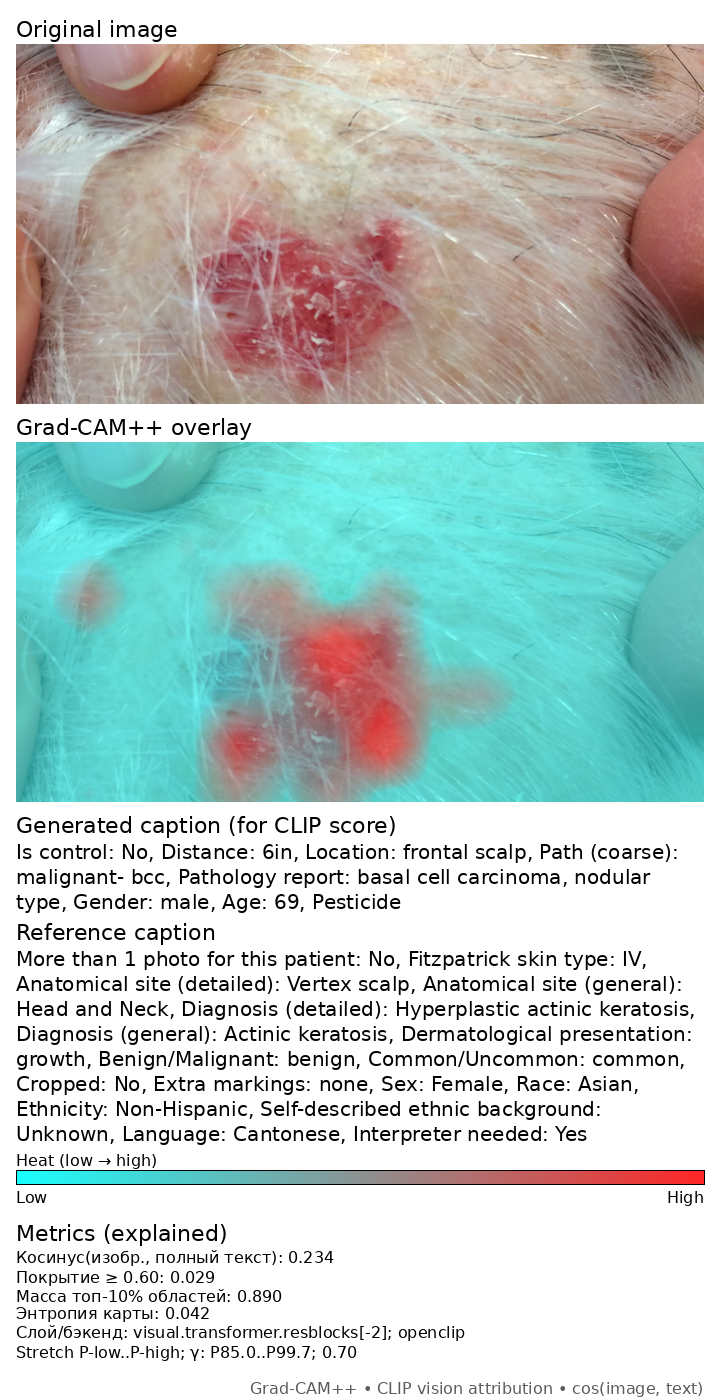 Original image
Grad-CAM++ overlay
Generated caption (for CLIP score)
Is control: No, Distance: 6in, Location: frontal scalp, Path (coarse):
malignant- bcc, Pathology report: basal cell carcinoma, nodular
type, Gender: male, Age: 69, Pesticide
Reference caption
More than 1 photo for this patient: No, Fitzpatrick skin type: IV,
Anatomical site (detailed): Vertex scalp, Anatomical site (general):
Head and Neck, Diagnosis (detailed): Hyperplastic actinic keratosis,
Diagnosis (general): Actinic keratosis, Dermatological presentation:
growth, Benign/Malignant: benign, Common/Uncommon: common,
Cropped: No, Extra markings: none, Sex: Female, Race: Asian,
Ethnicity: Non-Hispanic, Self-described ethnic background:
Unknown, Language: Cantonese, Interpreter needed: Yes
Heat (low → high)
Low High
Metrics (explained)
Косинус(изобр., полный текст): 0.234
Покрытие ≥ 0.60: 0.029
Масса топ-10% областей: 0.890
Энтропия карты: 0.042
Слой/бэкенд: visual.transformer.resblocks[-2]; openclip
Stretch P-low..P-high; γ: P85.0..P99.7; 0.70
Grad-CAM++ • CLIP vision attribution • cos(image, text)